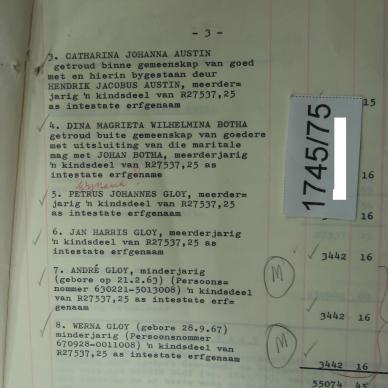 - 3 -
3. CATHARINA JOHANNA AUSTIN
getroud binne gemeenskap van goed
met en hierin bygestaan deur
HENDRIK JACOBUS AUSTIN, meerder=
jarig 'n kindsdeel van R27537,25
as intestate erfgenaam
15
4. DINA MAGRIETA WILHELMINA BOTHA
getroud buite gemeenskap van goedere
met uitsluiting van die maritale
mag met JOHAN BOTHA, meerderjarig
'n kindsdeel van R27537,25 as
intestate erfgename
16
1745/75
5. PETRUS JOHANNES GLOY, meerder=
jarig 'n kindsdeel van R27537,25
as intestate erfgenaam
16
6. JAN HARRIS GLOY, meerderjarig
'n kindsdeel van R27537,25 as
intestate erfgenaam
3442 16
7. ANDRÉ GLOY, minderjarig
(gebore op 21.2.63) (Persoons=
nommer 630221-5013008) 'n kindsdeel
van R27537,25 as intestate erf=
genaam
M
3442 16
8. WERNA GLOY (gebore 28.9.67)
minderjarig (Persoonsnommer
670928-0011008) 'n kindsdeel van
R27537,25 as intestate erfgenaam
M
3442 16
55074 45